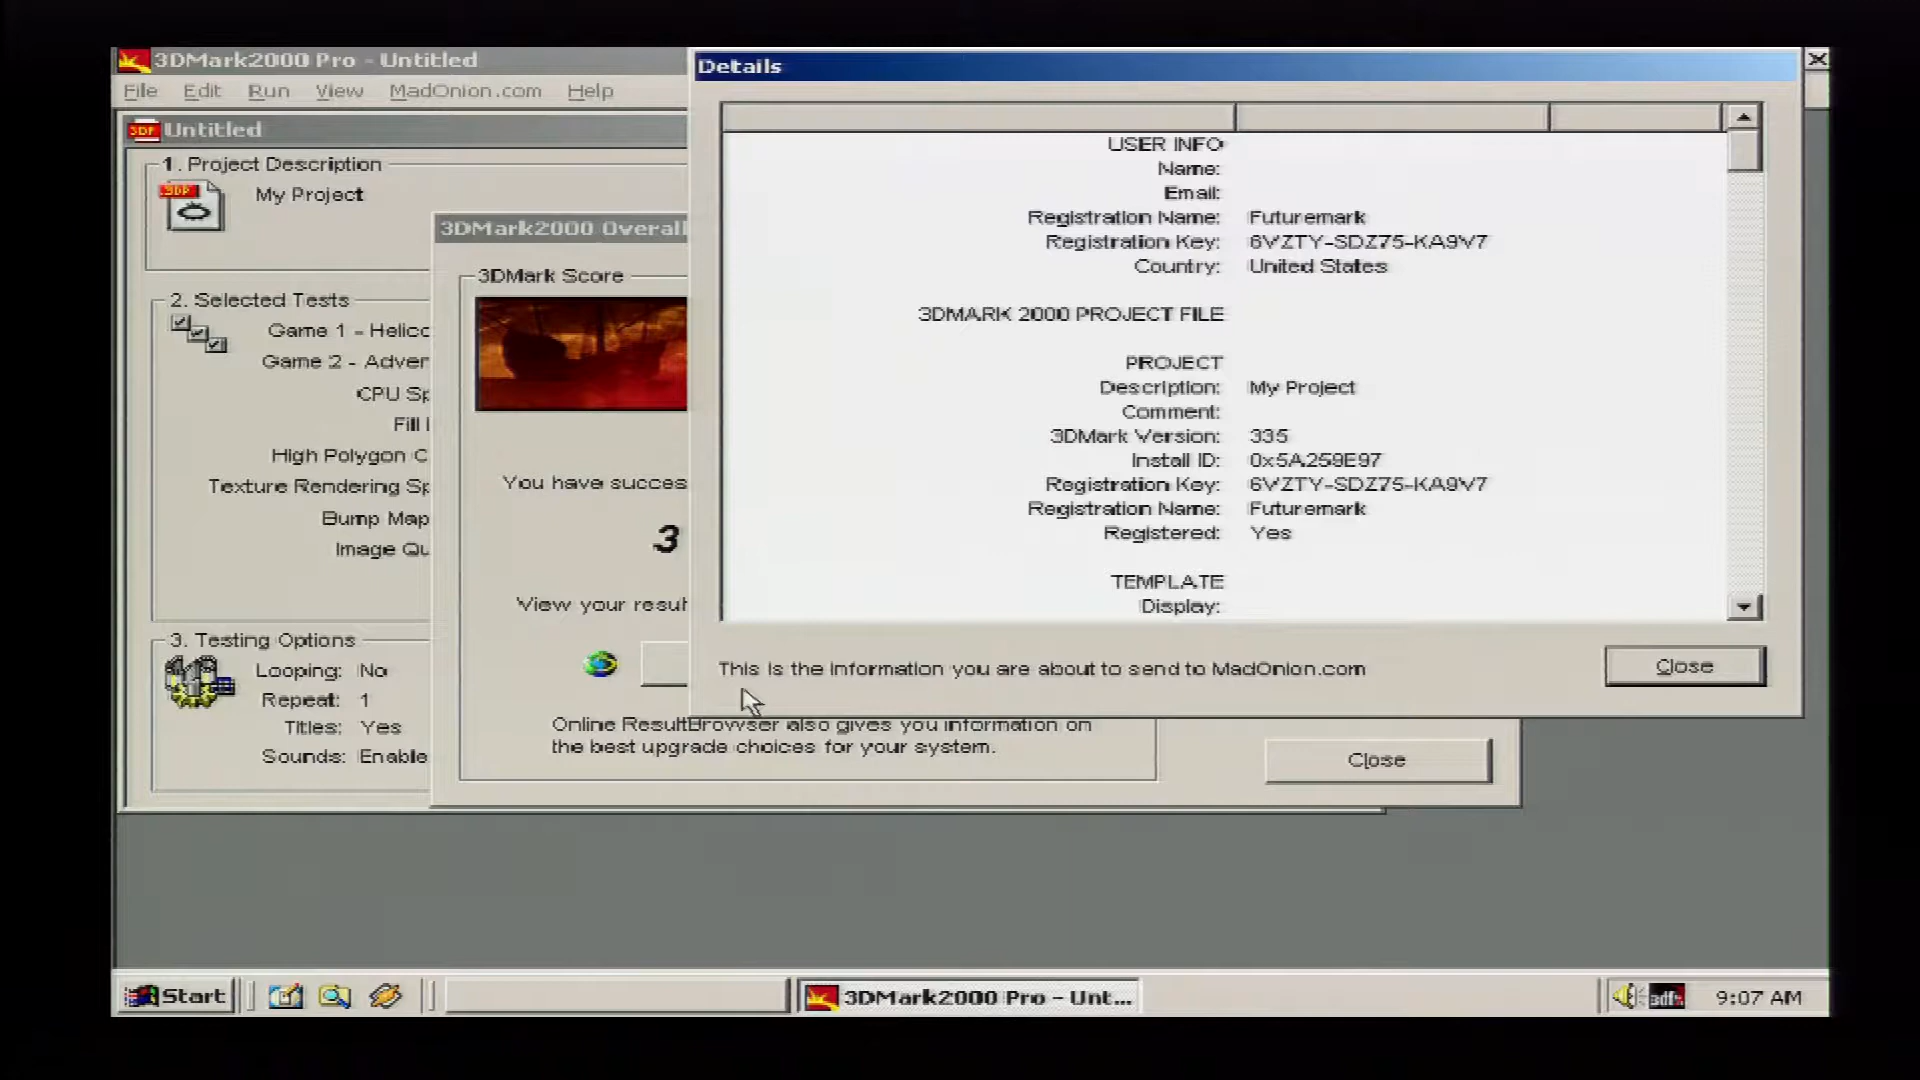 3DMark2000 Pro - Untitled
File Edit Run View MadOnion.com Help
3DP Untitled
1. Project Description
3DP
My Project
2. Selected Tests
Game 1 - Helico
Game 2 - Adver
CPU Sp
Fill
High Polygon C
Texture Rendering Sp
Bump Map
Image Qu
3. Testing Options
Looping: No
Repeat: 1
Titles: Yes
Sounds: Enable
3DMark2000 Overall
3DMark Score
You have succes
3
View your result
Online ResultBrowser also gives you information on
the best upgrade choices for your system.
Close
Details
USER INFO
Name:
Email:
Registration Name: Futuremark
Registration Key: 6VZTY-SDZ75-KA9V7
Country: United States
3DMARK 2000 PROJECT FILE
PROJECT
Description: My Project
Comment:
3DMark Version: 335
Install ID: 0x5A259E97
Registration Key: 6VZTY-SDZ75-KA9V7
Registration Name: Futuremark
Registered: Yes
TEMPLATE
Display:
This is the information you are about to send to MadOnion.com
Close
Start
3DMark2000 Pro - Unt...
3dfx
9:07 AM